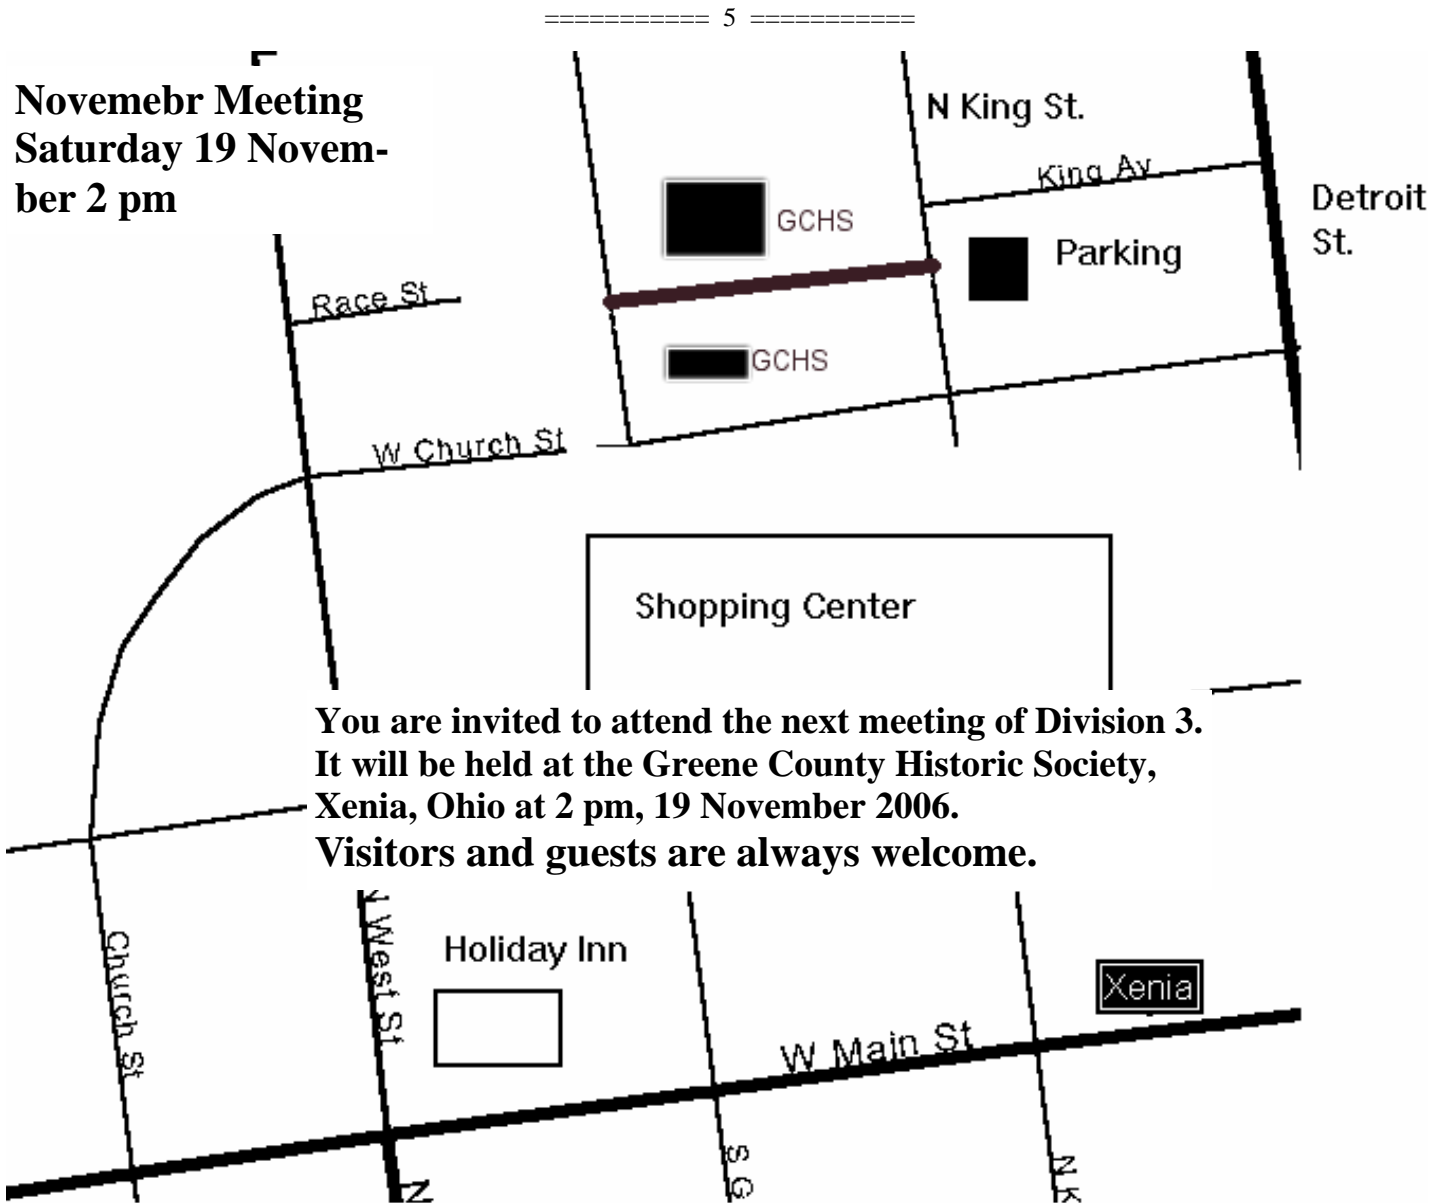 =========== 5 ===========
Novemebr Meeting
Saturday 19 Novem-
ber 2 pm
N King St.
King Av
Detroit
St.
GCHS
Parking
Race St
GCHS
W Church St
Shopping Center
You are invited to attend the next meeting of Division 3.
It will be held at the Greene County Historic Society,
Xenia, Ohio at 2 pm, 19 November 2006.
Visitors and guests are always welcome.
N West St
Church St
Holiday Inn
Xenia
W Main St
S G
N K
N